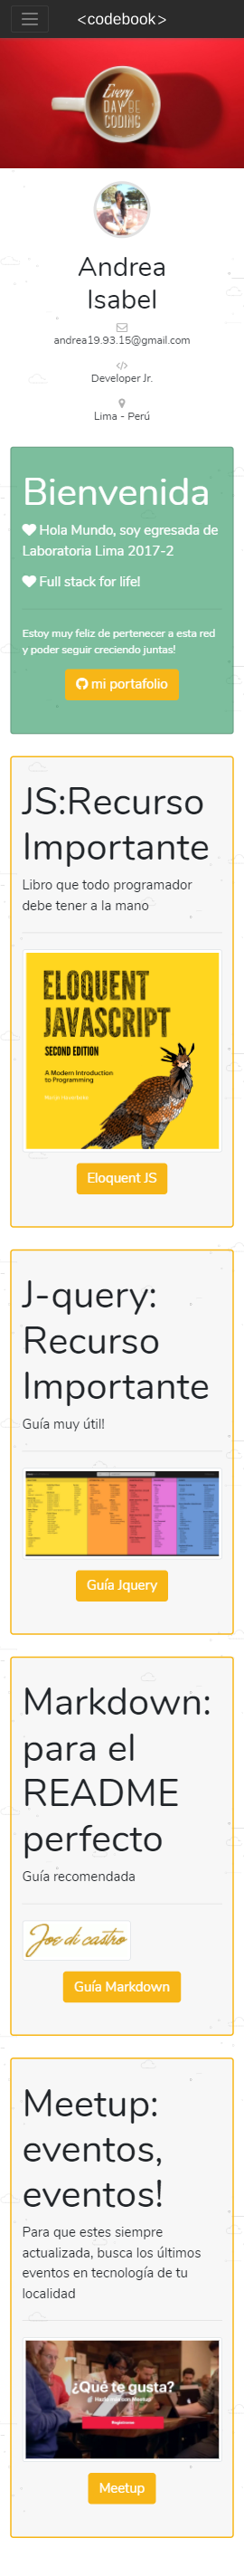 <codebook>
EVERY
DAY BE
CODING
Andrea
Isabel
andrea19.93.15@gmail.com
Developer Jr.
Lima - Perú
Bienvenida
Hola Mundo, soy egresada de
Laboratoria Lima 2017-2
Full stack for life!
Estoy muy feliz de pertenecer a esta red
y poder seguir creciendo juntas!
mi portafolio
JS:Recurso
Importante
Libro que todo programador
debe tener a la mano
ELOQUENT
JAVASCRIPT
SECOND EDITION
A Modern Introduction
to Programming
Eloquent JS
J-query:
Recurso
Importante
Guía muy útil!
Guía Jquery
Markdown:
para el
README
perfecto
Guía recomendada
Joe di castro
Guía Markdown
Meetup:
eventos,
eventos!
Para que estes siempre
actualizada, busca los últimos
eventos en tecnología de tu
localidad
¿Qué te gusta?
Meetup